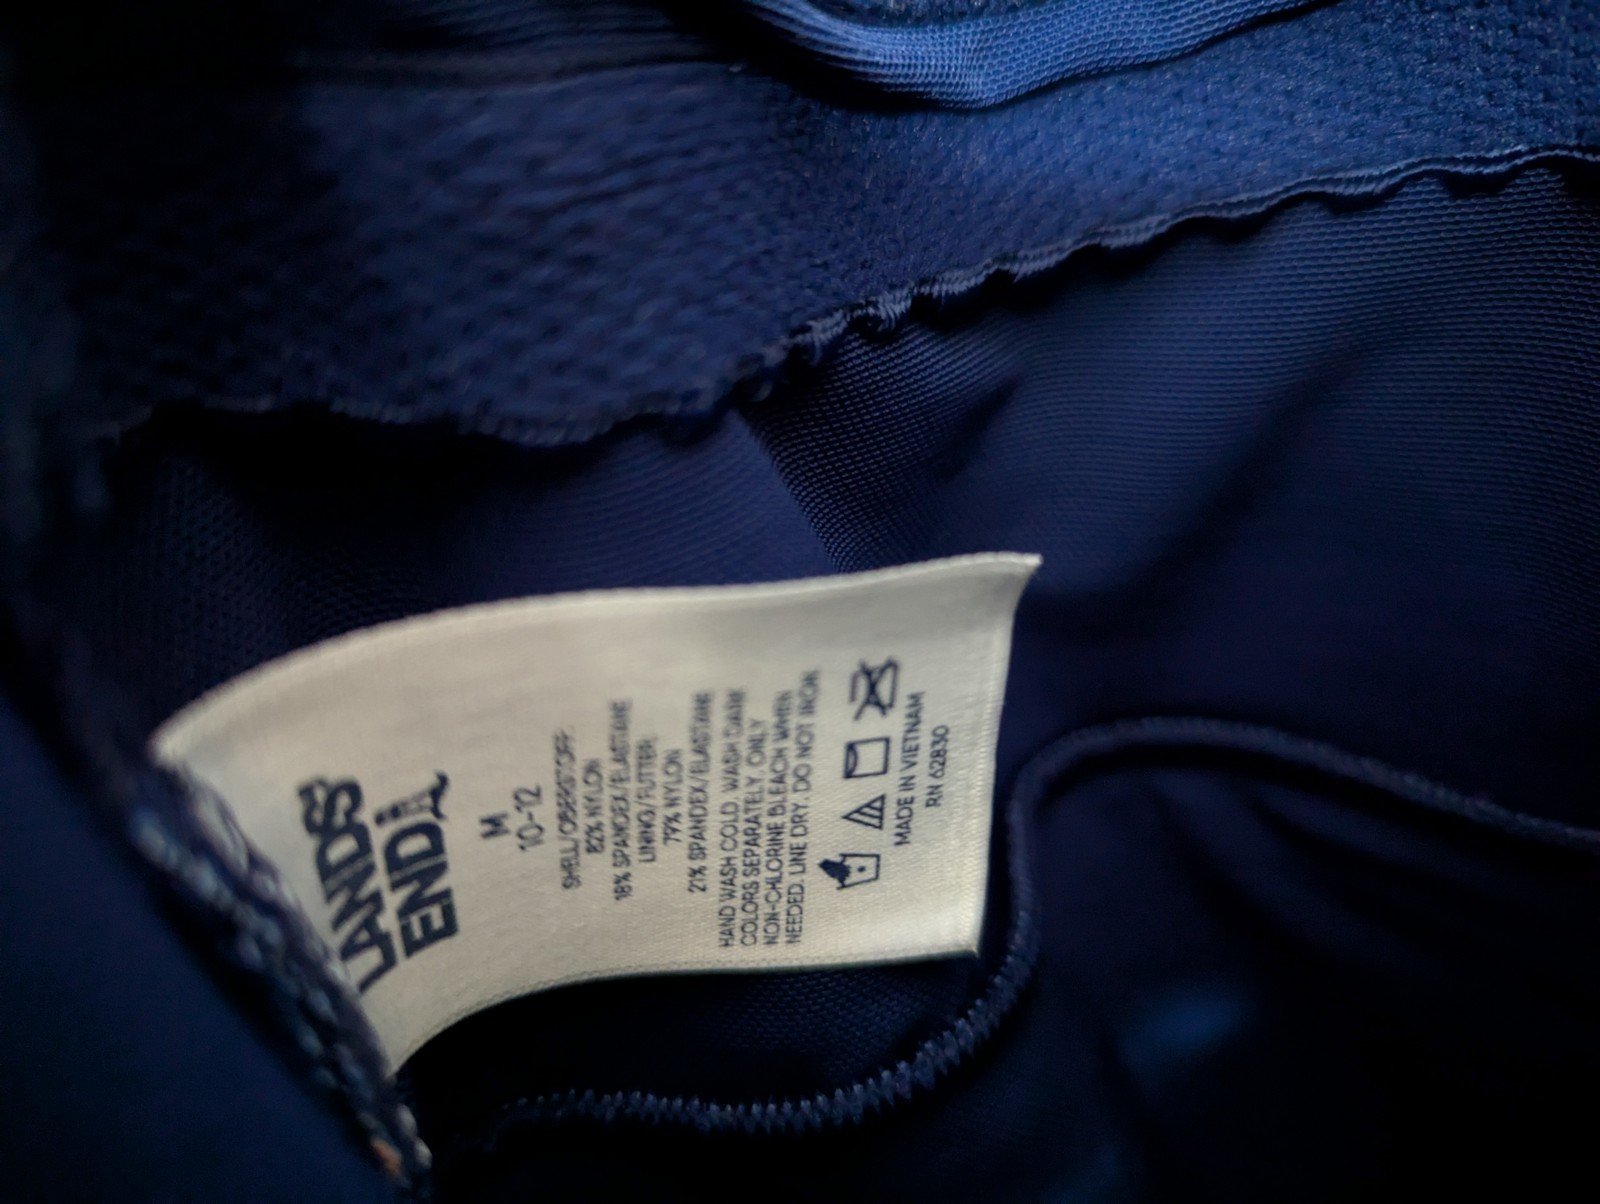 LANDS'
END
M
10-12
SHELL/OBERSTOFF:
82% NYLON
18% SPANDEX/ELASTANE
LINING/FUTTER:
79% NYLON
21% SPANDEX/ELASTANE
HAND WASH COLD. WASH DARK
COLORS SEPARATELY. ONLY
NON-CHLORINE BLEACH WHEN
NEEDED. LINE DRY. DO NOT IRON
MADE IN VIETNAM
RN 62830